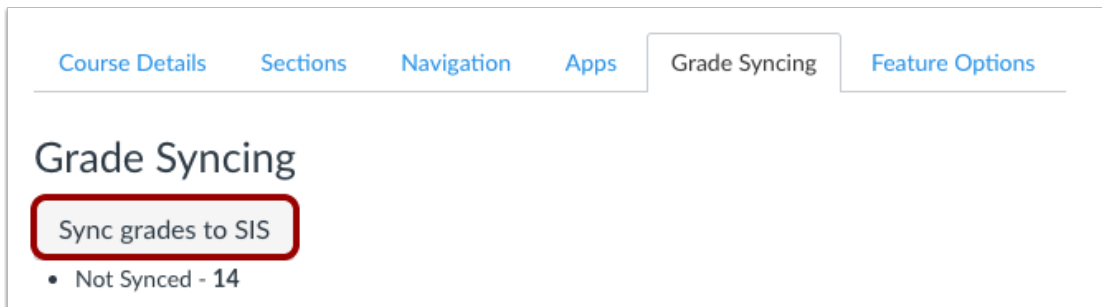 Course Details Sections Navigation Apps Grade Syncing Feature Options
Grade Syncing
Sync grades to SIS
• Not Synced - 14